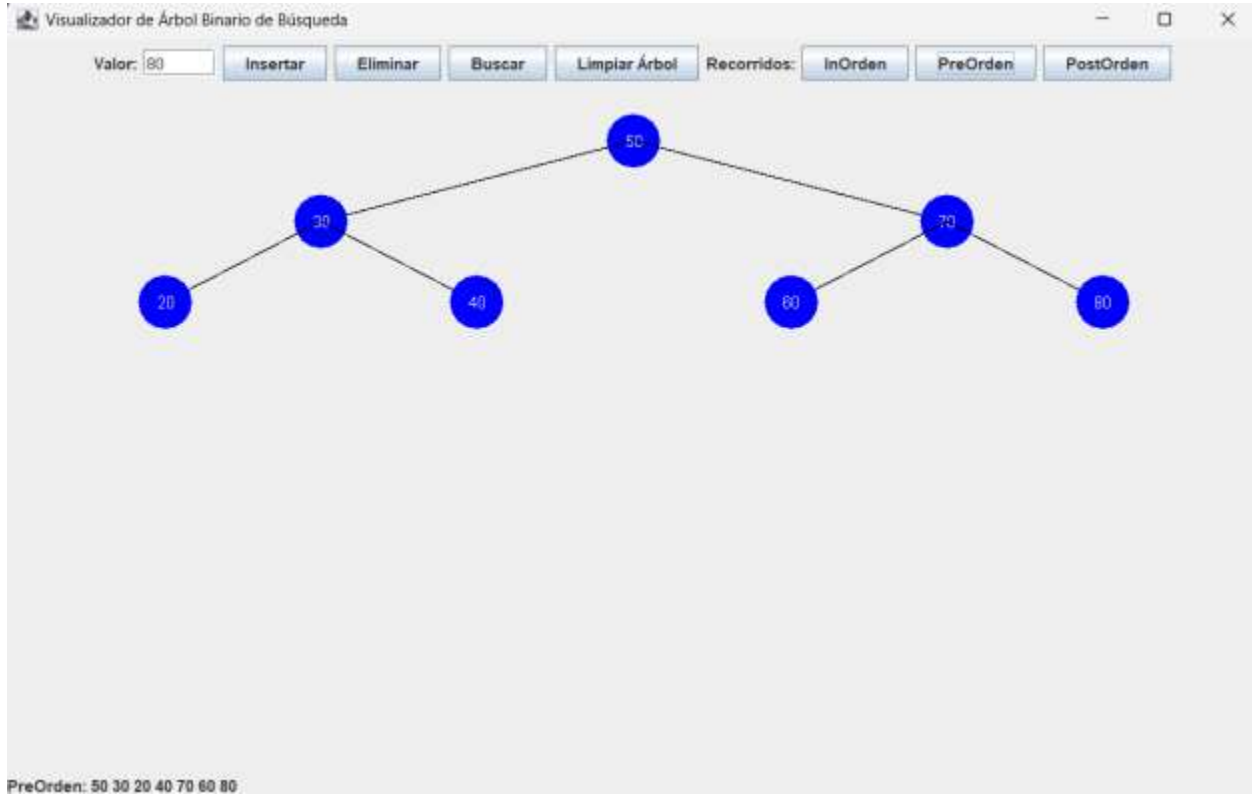 Visualizador de Árbol Binario de Búsqueda
Valor: 80 Insertar Eliminar Buscar Limpiar Árbol Recorridos: InOrden PreOrden PostOrden
50
30 70
20 40 60 80
PreOrden: 50 30 20 40 70 60 80